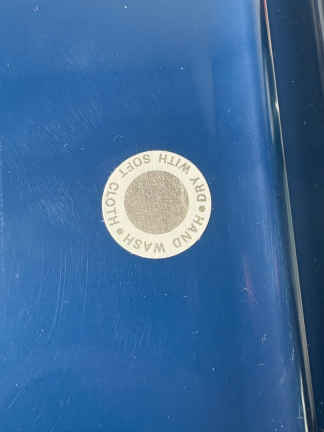 • HAND WASH • DRY WITH SOFT CLOTH